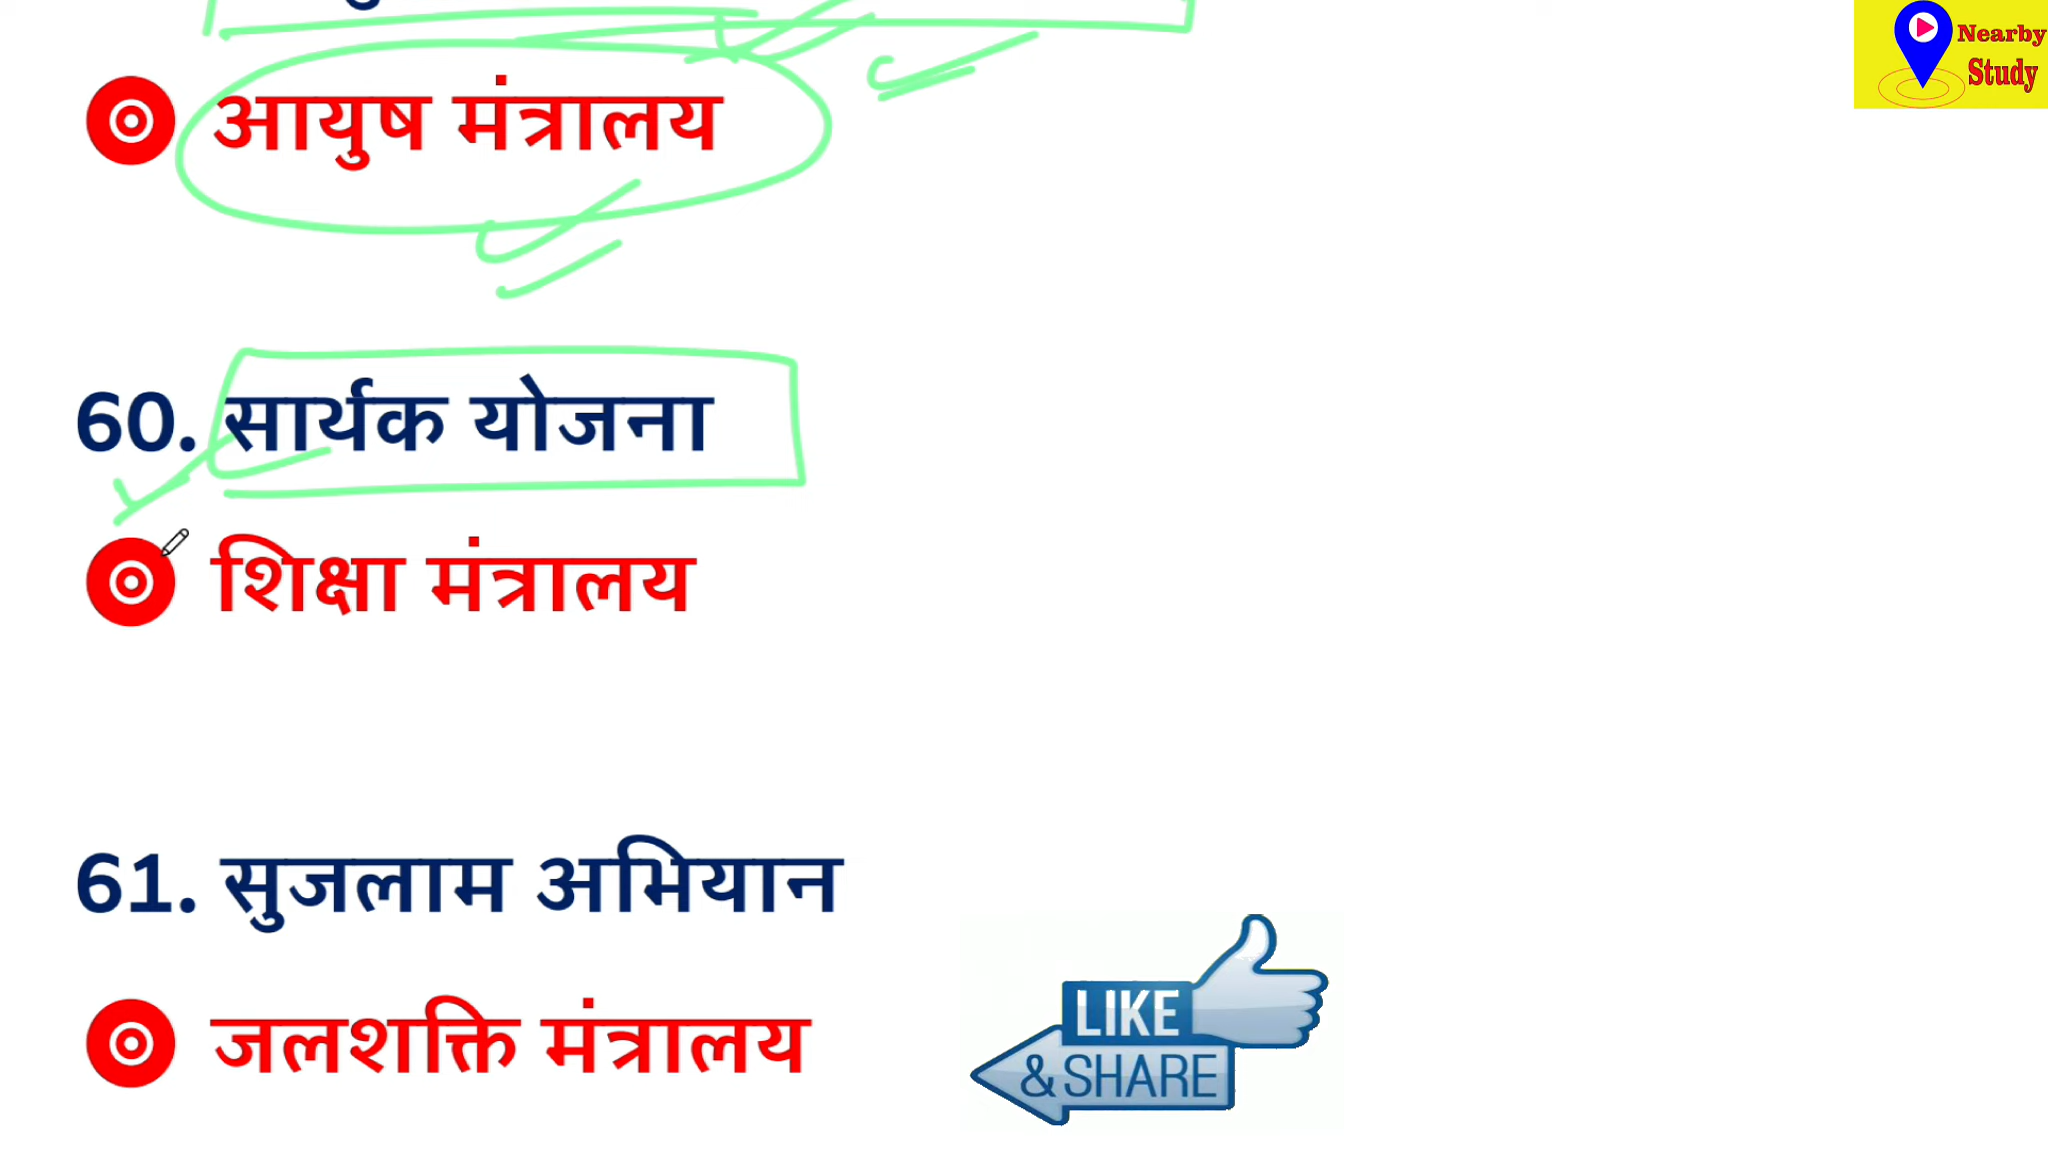 Nearby
Study
आयुष मंत्रालय
60. सार्थक योजना
शिक्षा मंत्रालय
61. सुजलाम अभियान
जलशक्ति मंत्रालय
LIKE
& SHARE